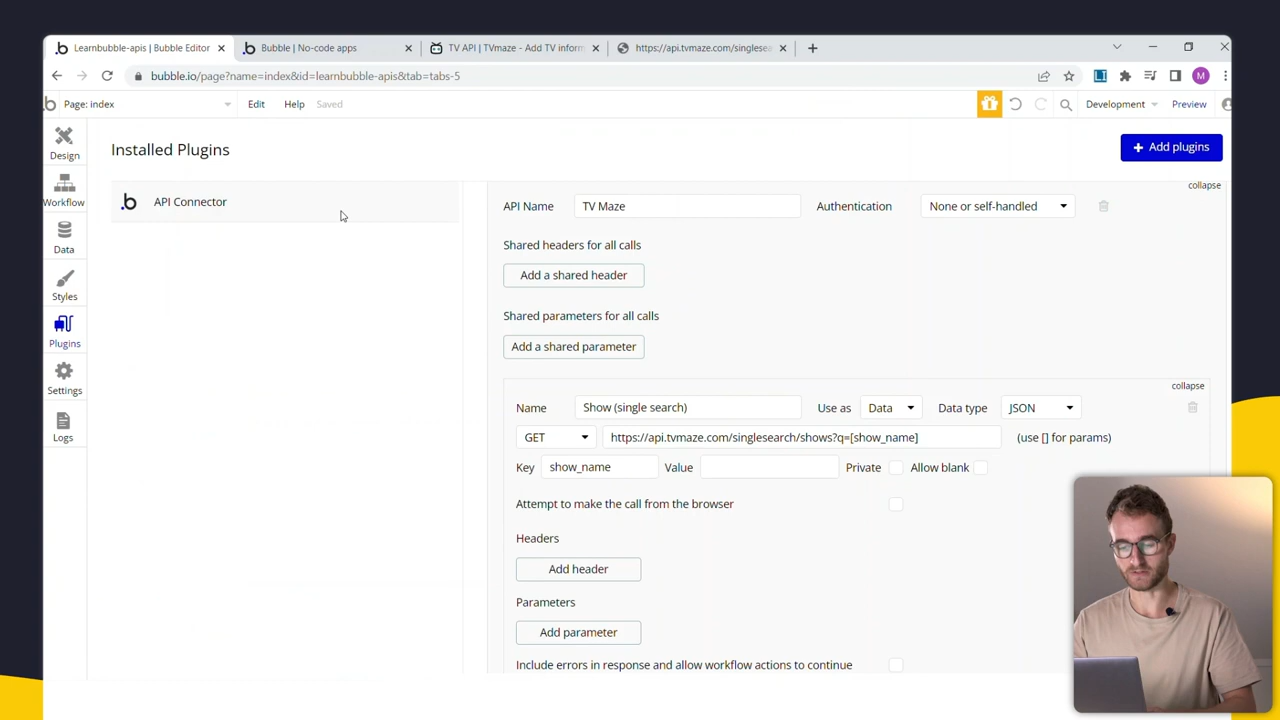 Learnbubble-apis | Bubble Editor
Bubble | No-code apps
TV API | TVmaze - Add TV inform
https://api.tvmaze.com/singlesea
bubble.io/page?name=index&id=learnbubble-apis&tab=tabs-5
M
Page: index
Edit
Help
Saved
Development
Preview
Design
Workflow
Data
Styles
Plugins
Settings
Logs
Installed Plugins
+ Add plugins
API Connector
collapse
API Name
TV Maze
Authentication
None or self-handled
Shared headers for all calls
Add a shared header
Shared parameters for all calls
Add a shared parameter
collapse
Name
Show (single search)
Use as
Data
Data type
JSON
GET
https://api.tvmaze.com/singlesearch/shows?q=[show_name]
(use [] for params)
Key
show_name
Value
Private
Allow blank
Attempt to make the call from the browser
Headers
Add header
Parameters
Add parameter
Include errors in response and allow workflow actions to continue